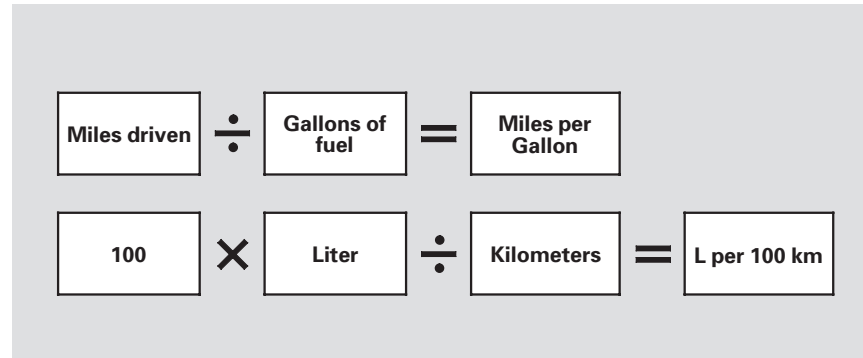 Miles driven ÷ Gallons of fuel = Miles per Gallon
100 × Liter ÷ Kilometers = L per 100 km